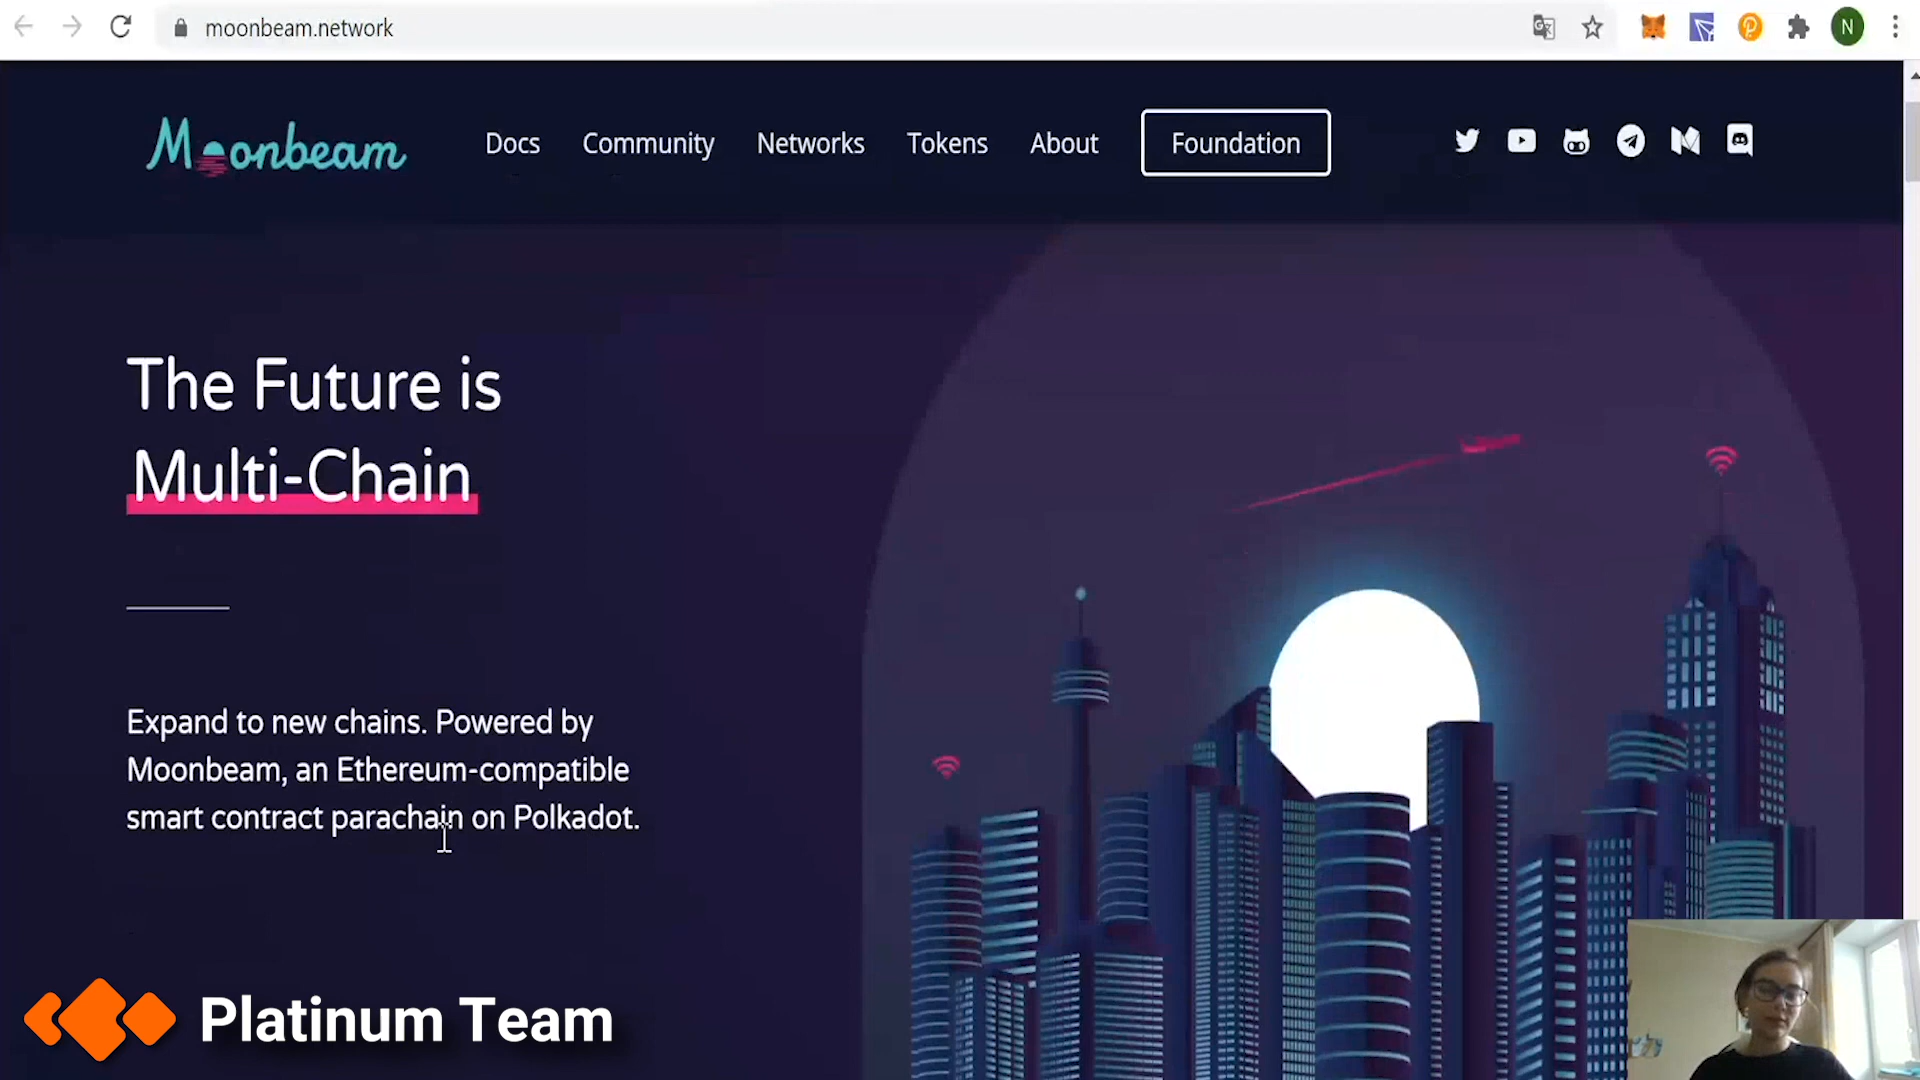 moonbeam.network
N
Moonbeam
Docs
Community
Networks
Tokens
About
Foundation
The Future is
Multi-Chain
Expand to new chains. Powered by
Moonbeam, an Ethereum-compatible
smart contract parachain on Polkadot.
Platinum Team